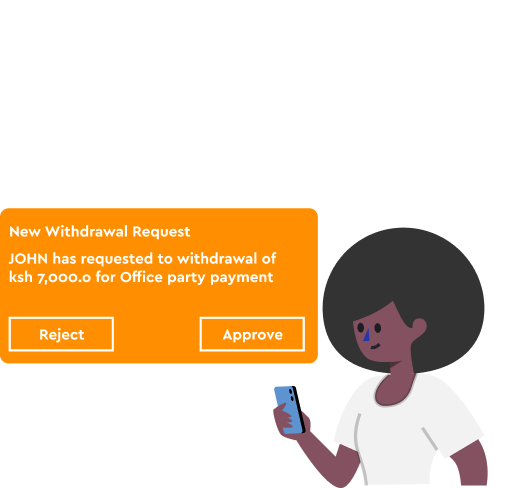 New Withdrawal Request
JOHN has requested to withdrawal of
ksh 7,000.0 for Office party payment
Reject
Approve